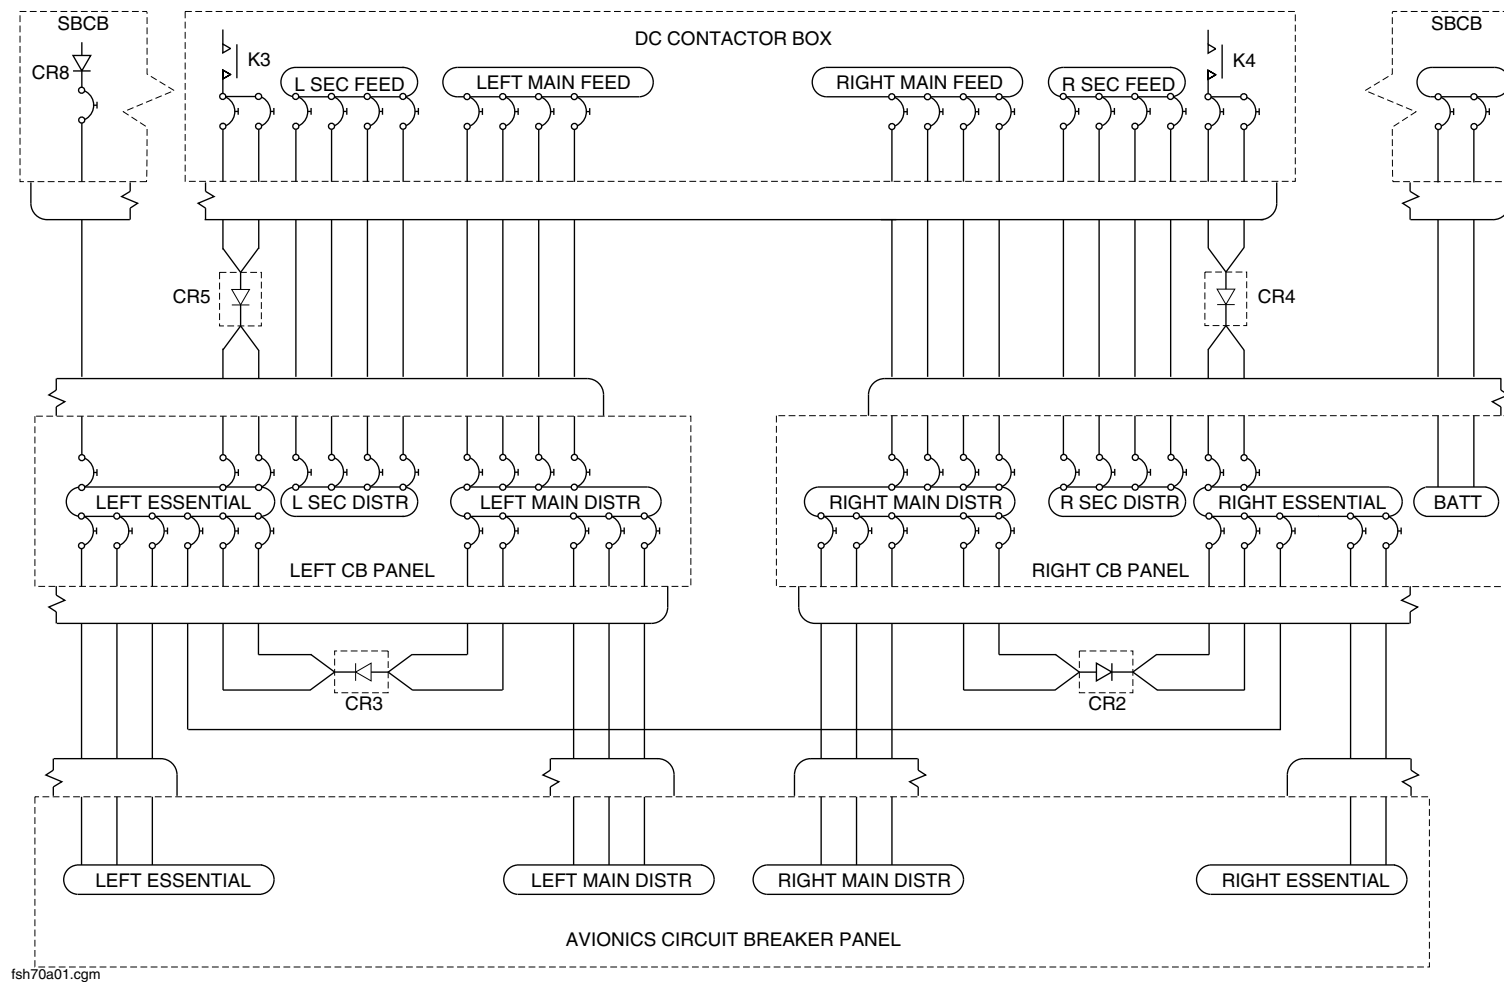 SBCB
DC CONTACTOR BOX
SBCB
CR8
K3
K4
L SEC FEED
LEFT MAIN FEED
RIGHT MAIN FEED
R SEC FEED
CR5
CR4
LEFT ESSENTIAL
L SEC DISTR
LEFT MAIN DISTR
RIGHT MAIN DISTR
R SEC DISTR
RIGHT ESSENTIAL
BATT
LEFT CB PANEL
RIGHT CB PANEL
CR3
CR2
LEFT ESSENTIAL
LEFT MAIN DISTR
RIGHT MAIN DISTR
RIGHT ESSENTIAL
AVIONICS CIRCUIT BREAKER PANEL
fsh70a01.cgm